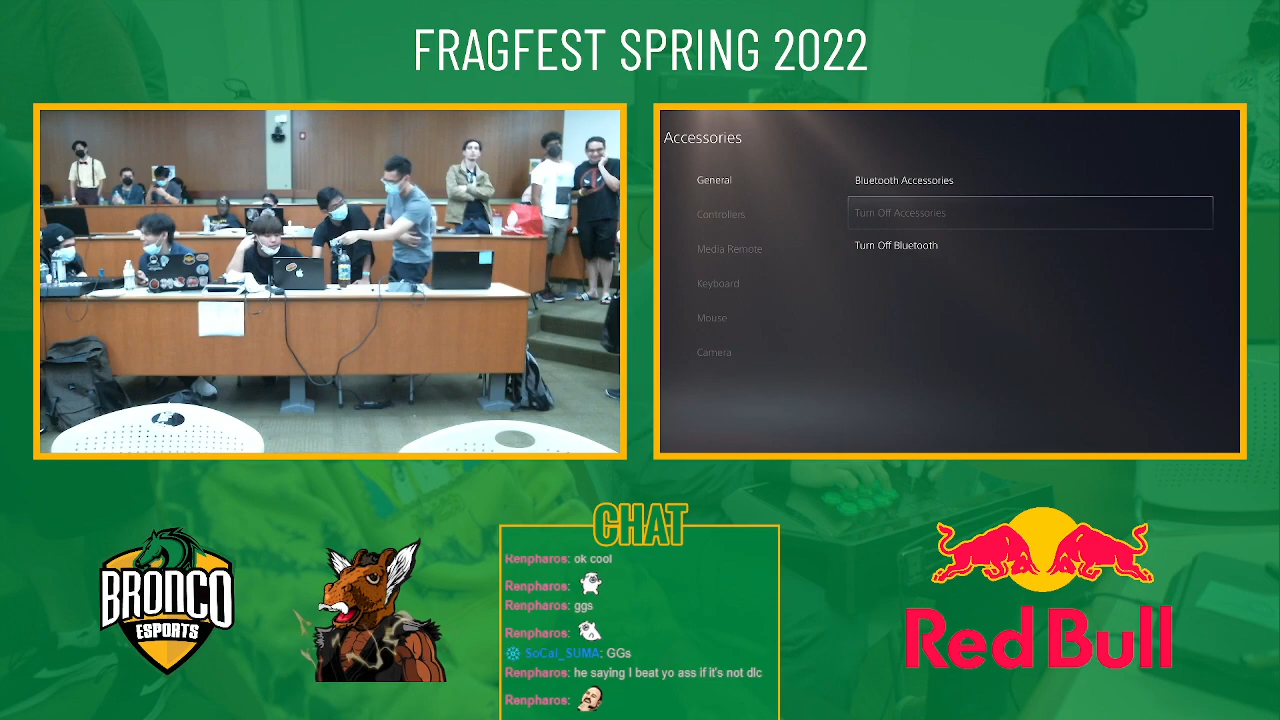 FRAGFEST SPRING 2022
Accessories
General
Controllers
Media Remote
Keyboard
Mouse
Camera
Bluetooth Accessories
Turn Off Accessories
Turn Off Bluetooth
BRONCO
ESPORTS
CHAT
Renpharos: ok cool
Renpharos:
Renpharos: ggs
Renpharos:
SoCal_SUMA: GGs
Renpharos: he saying I beat yo ass if it's not dlc
Renpharos:
Red Bull